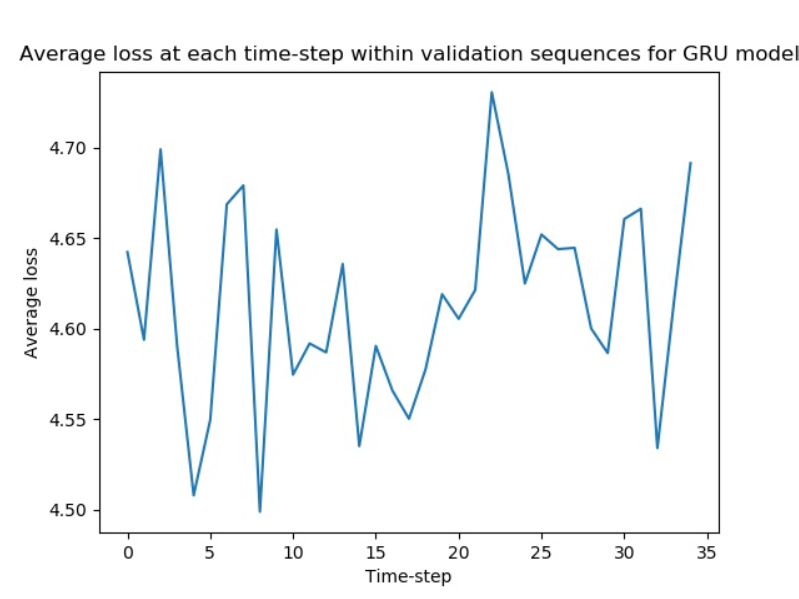 Average loss at each time-step within validation sequences for GRU model
4.70
4.65
4.60
4.55
4.50
Average loss
0 5 10 15 20 25 30 35
Time-step